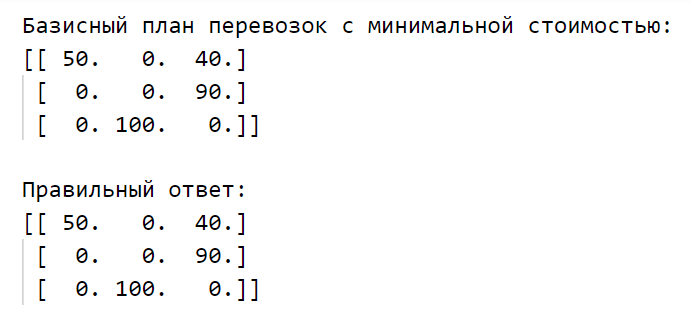 Базисный план перевозок с минимальной стоимостью:
[[ 50.   0.  40.]
 [  0.   0.  90.]
 [  0. 100.   0.]]
Правильный ответ:
[[ 50.   0.  40.]
 [  0.   0.  90.]
 [  0. 100.   0.]]